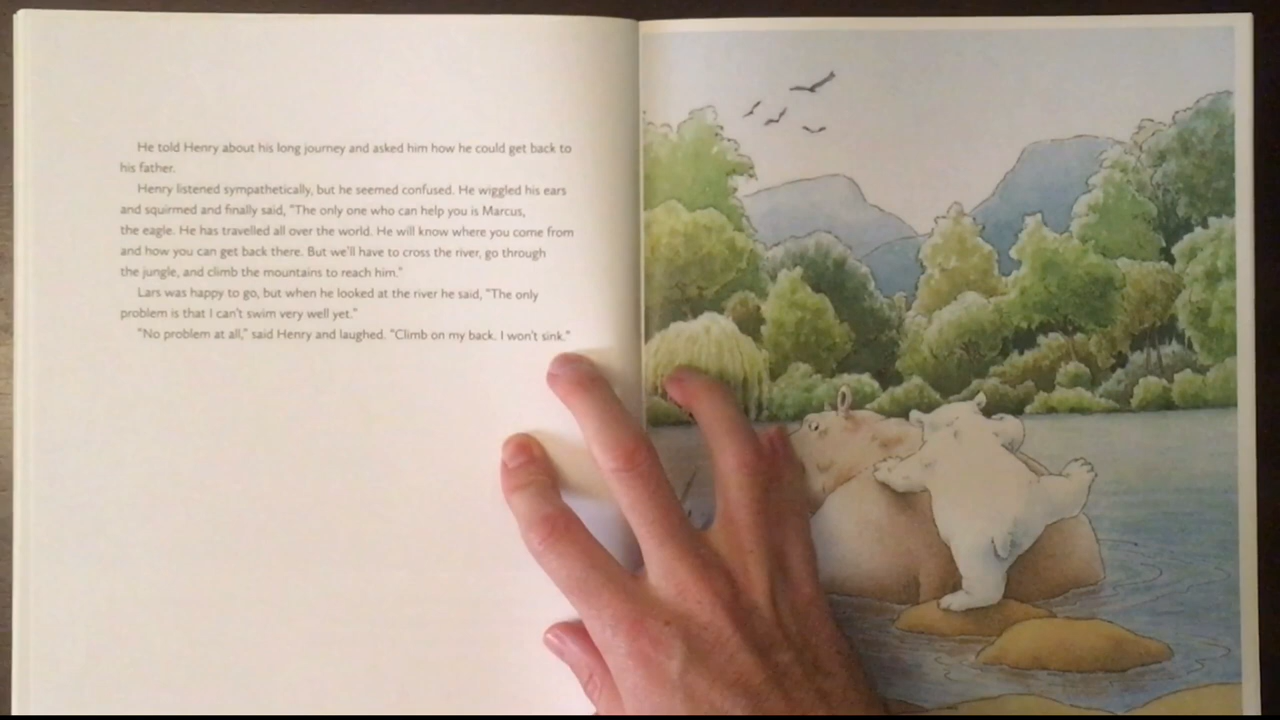 He told Henry about his long journey and asked him how he could get back to
his father.
Henry listened sympathetically, but he seemed confused. He wiggled his ears
and squirmed and finally said, "The only one who can help you is Marcus,
the eagle. He has travelled all over the world. He will know where you come from
and how you can get back there. But we'll have to cross the river, go through
the jungle, and climb the mountains to reach him."
Lars was happy to go, but when he looked at the river he said, "The only
problem is that I can't swim very well yet."
"No problem at all," said Henry and laughed. "Climb on my back. I won't sink."